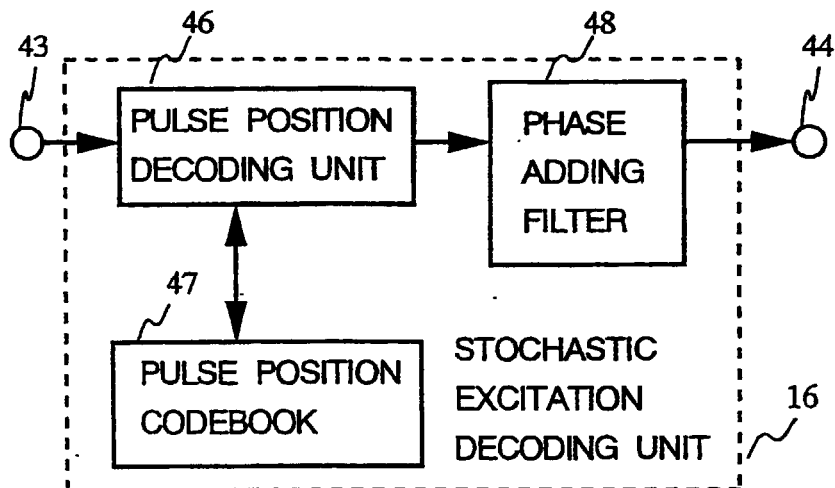 43
46
48
44
PULSE POSITION
DECODING UNIT
PHASE
ADDING
FILTER
47
PULSE POSITION
CODEBOOK
STOCHASTIC
EXCITATION
DECODING UNIT
16